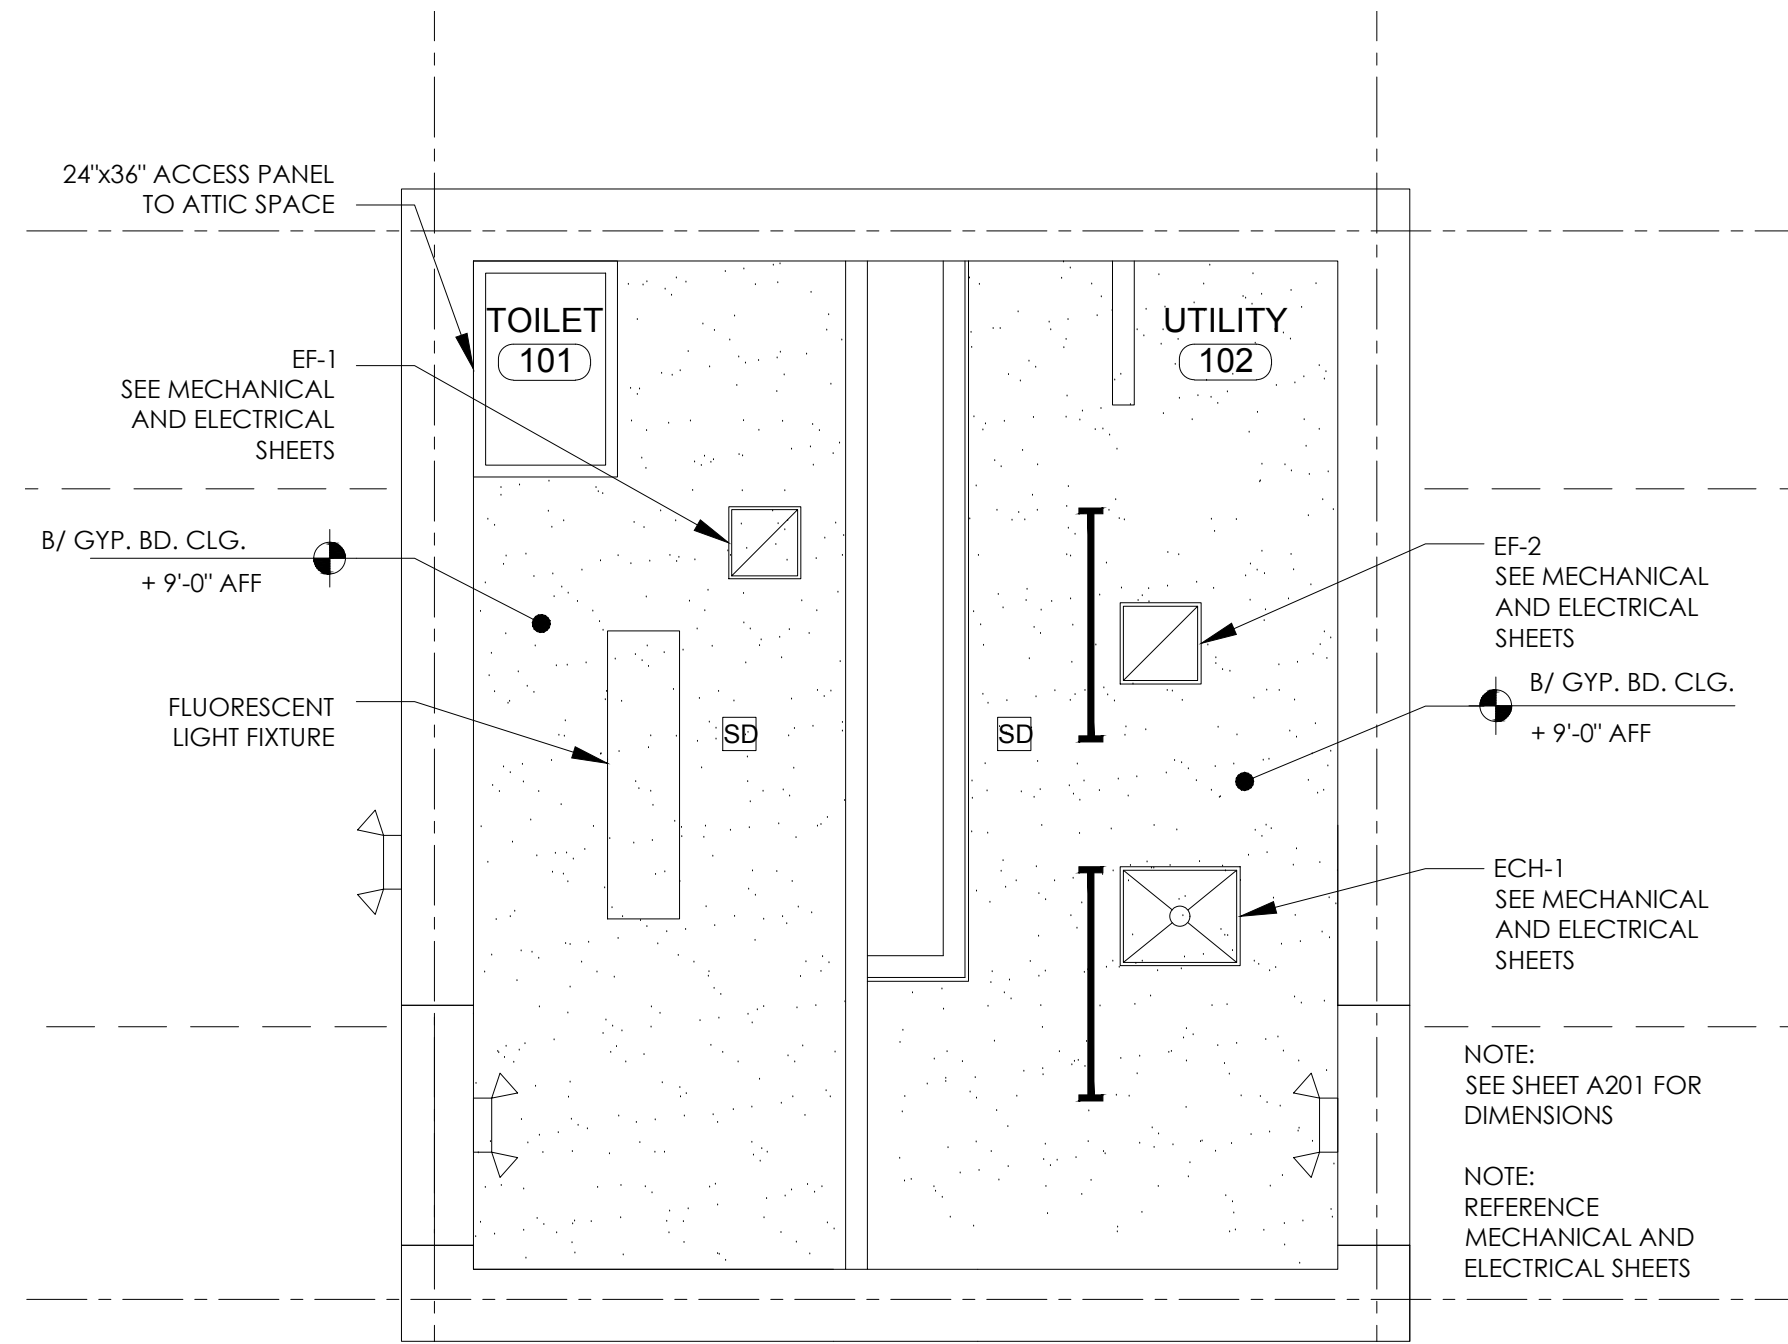 24"x36" ACCESS PANEL
TO ATTIC SPACE
TOILET
101
UTILITY
102
EF-1
SEE MECHANICAL
AND ELECTRICAL
SHEETS
B/ GYP. BD. CLG.
+ 9'-0" AFF
FLUORESCENT
LIGHT FIXTURE
SD
SD
EF-2
SEE MECHANICAL
AND ELECTRICAL
SHEETS
B/ GYP. BD. CLG.
+ 9'-0" AFF
ECH-1
SEE MECHANICAL
AND ELECTRICAL
SHEETS
NOTE:
SEE SHEET A201 FOR
DIMENSIONS
NOTE:
REFERENCE
MECHANICAL AND
ELECTRICAL SHEETS